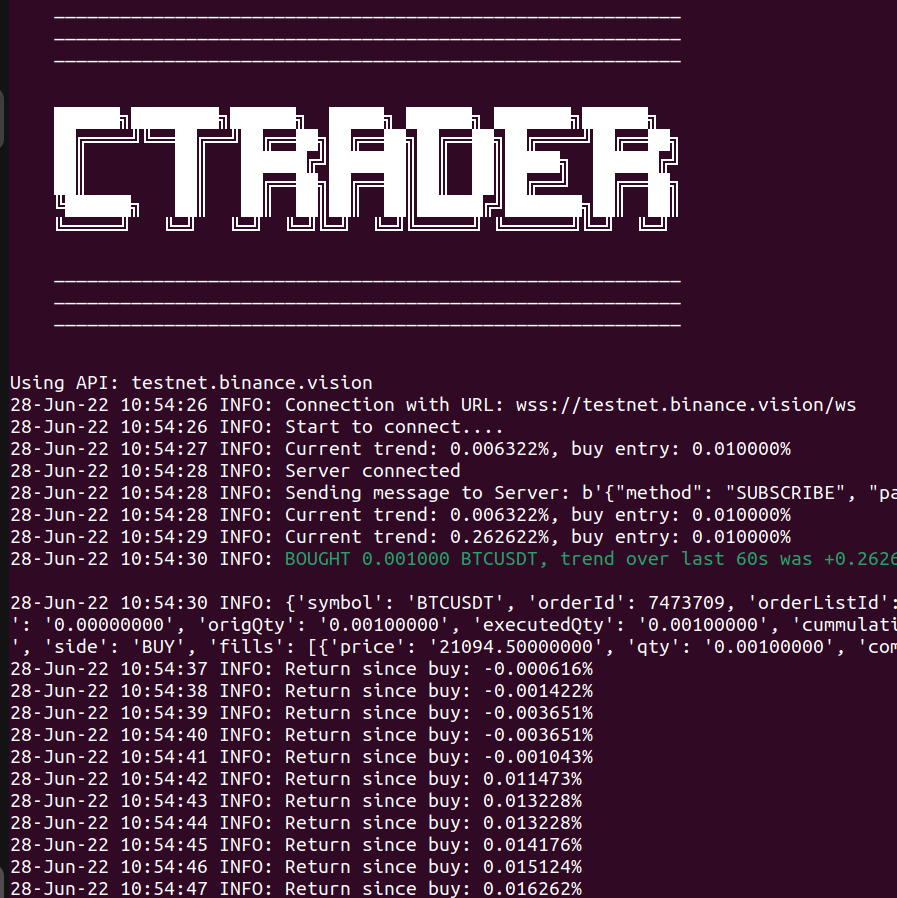 CTRADER
Using API: testnet.binance.vision
28-Jun-22 10:54:26 INFO: Connection with URL: wss://testnet.binance.vision/ws
28-Jun-22 10:54:26 INFO: Start to connect....
28-Jun-22 10:54:27 INFO: Current trend: 0.006322%, buy entry: 0.010000%
28-Jun-22 10:54:28 INFO: Server connected
28-Jun-22 10:54:28 INFO: Sending message to Server: b'{"method": "SUBSCRIBE", "pa
28-Jun-22 10:54:28 INFO: Current trend: 0.006322%, buy entry: 0.010000%
28-Jun-22 10:54:29 INFO: Current trend: 0.262622%, buy entry: 0.010000%
28-Jun-22 10:54:30 INFO: BOUGHT 0.001000 BTCUSDT, trend over last 60s was +0.2626
28-Jun-22 10:54:30 INFO: {'symbol': 'BTCUSDT', 'orderId': 7473709, 'orderListId':
': '0.00000000', 'origQty': '0.00100000', 'executedQty': '0.00100000', 'cummulati
', 'side': 'BUY', 'fills': [{'price': '21094.50000000', 'qty': '0.00100000', 'com
28-Jun-22 10:54:37 INFO: Return since buy: -0.000616%
28-Jun-22 10:54:38 INFO: Return since buy: -0.001422%
28-Jun-22 10:54:39 INFO: Return since buy: -0.003651%
28-Jun-22 10:54:40 INFO: Return since buy: -0.003651%
28-Jun-22 10:54:41 INFO: Return since buy: -0.001043%
28-Jun-22 10:54:42 INFO: Return since buy: 0.011473%
28-Jun-22 10:54:43 INFO: Return since buy: 0.013228%
28-Jun-22 10:54:44 INFO: Return since buy: 0.013228%
28-Jun-22 10:54:45 INFO: Return since buy: 0.014176%
28-Jun-22 10:54:46 INFO: Return since buy: 0.015124%
28-Jun-22 10:54:47 INFO: Return since buy: 0.016262%